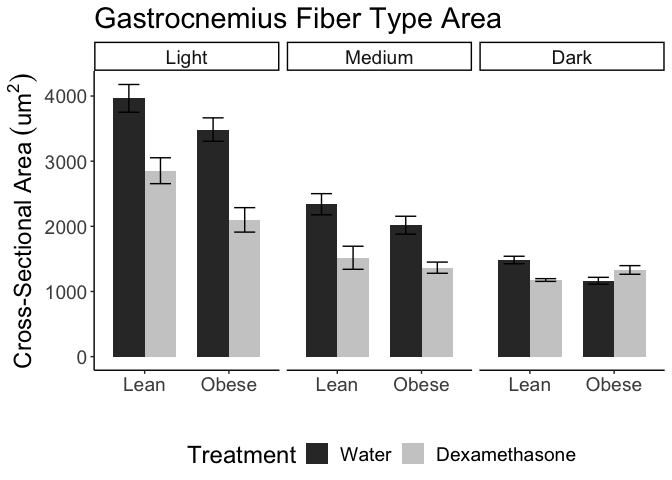 Gastrocnemius Fiber Type Area
Light Medium Dark
Cross-Sectional Area (um²)
4000
3000
2000
1000
0
Lean Obese Lean Obese Lean Obese
Treatment Water Dexamethasone